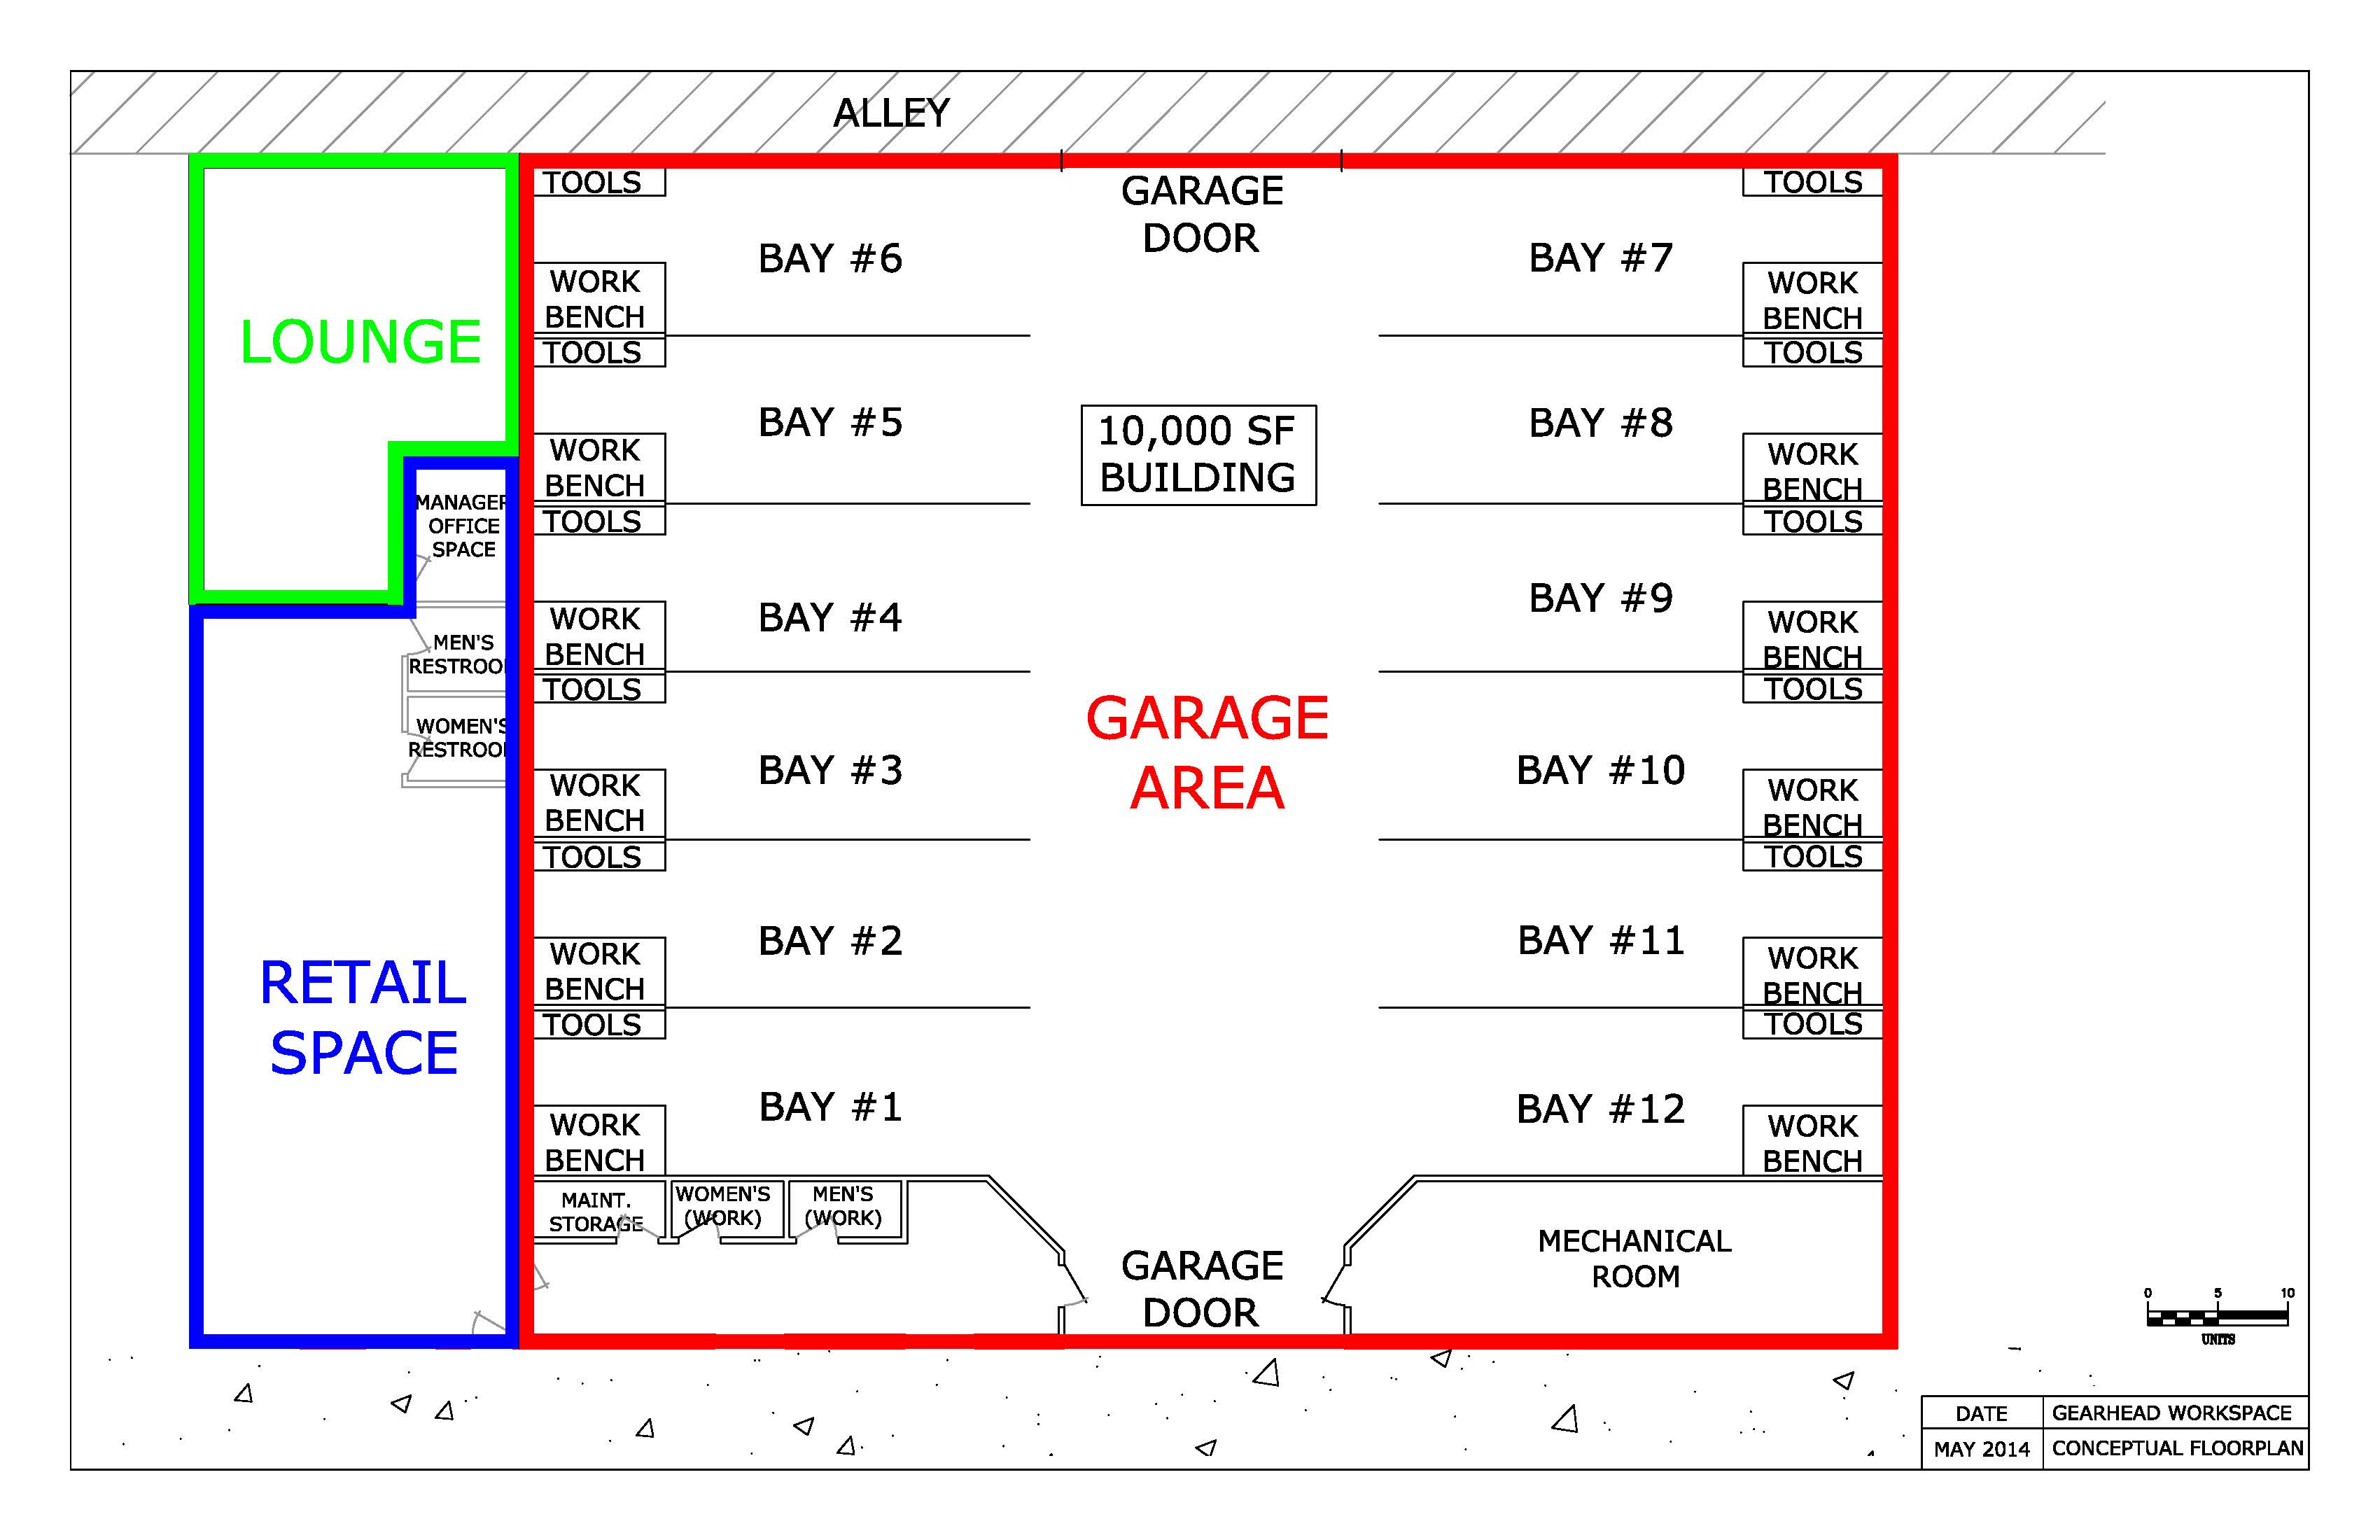 ALLEY
TOOLS
GARAGE
DOOR
TOOLS
BAY #6
BAY #7
WORK
BENCH
WORK
BENCH
LOUNGE
TOOLS
TOOLS
BAY #5
10,000 SF
BUILDING
BAY #8
WORK
BENCH
WORK
BENCH
MANAGER
OFFICE
SPACE
TOOLS
TOOLS
BAY #4
BAY #9
WORK
BENCH
WORK
BENCH
MEN'S
RESTROO
TOOLS
TOOLS
GARAGE
AREA
WOMEN'S
RESTROO
BAY #3
BAY #10
WORK
BENCH
WORK
BENCH
TOOLS
TOOLS
BAY #2
BAY #11
WORK
BENCH
WORK
BENCH
RETAIL
SPACE
TOOLS
TOOLS
BAY #1
BAY #12
WORK
BENCH
WORK
BENCH
MAINT.
STORAGE
WOMEN'S
(WORK)
MEN'S
(WORK)
GARAGE
DOOR
MECHANICAL
ROOM
0 5 10
UNITS
DATE GEARHEAD WORKSPACE
MAY 2014 CONCEPTUAL FLOORPLAN